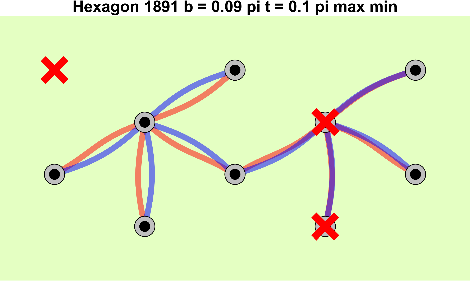 Hexagon 1891 b = 0.09 pi t = 0.1 pi max min